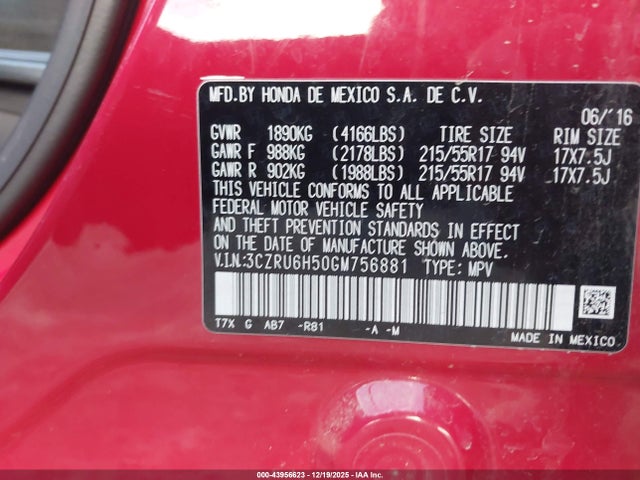 MFD.BY HONDA DE MEXICO S.A. DE C.V.
06/'16
GVWR 1890KG (4166LBS) TIRE SIZE RIM SIZE
GAWR F 988KG (2178LBS) 215/55R17 94V 17X7.5J
GAWR R 902KG (1988LBS) 215/55R17 94V 17X7.5J
THIS VEHICLE CONFORMS TO ALL APPLICABLE
FEDERAL MOTOR VEHICLE SAFETY
AND THEFT PREVENTION STANDARDS IN EFFECT
ON THE DATE OF MANUFACTURE SHOWN ABOVE.
V.I.N:3CZRU6H50GM756881 TYPE: MPV
T7X G AB7 -R81 -A -M
MADE IN MEXICO
000-43956623 - 12/19/2025 - IAAI